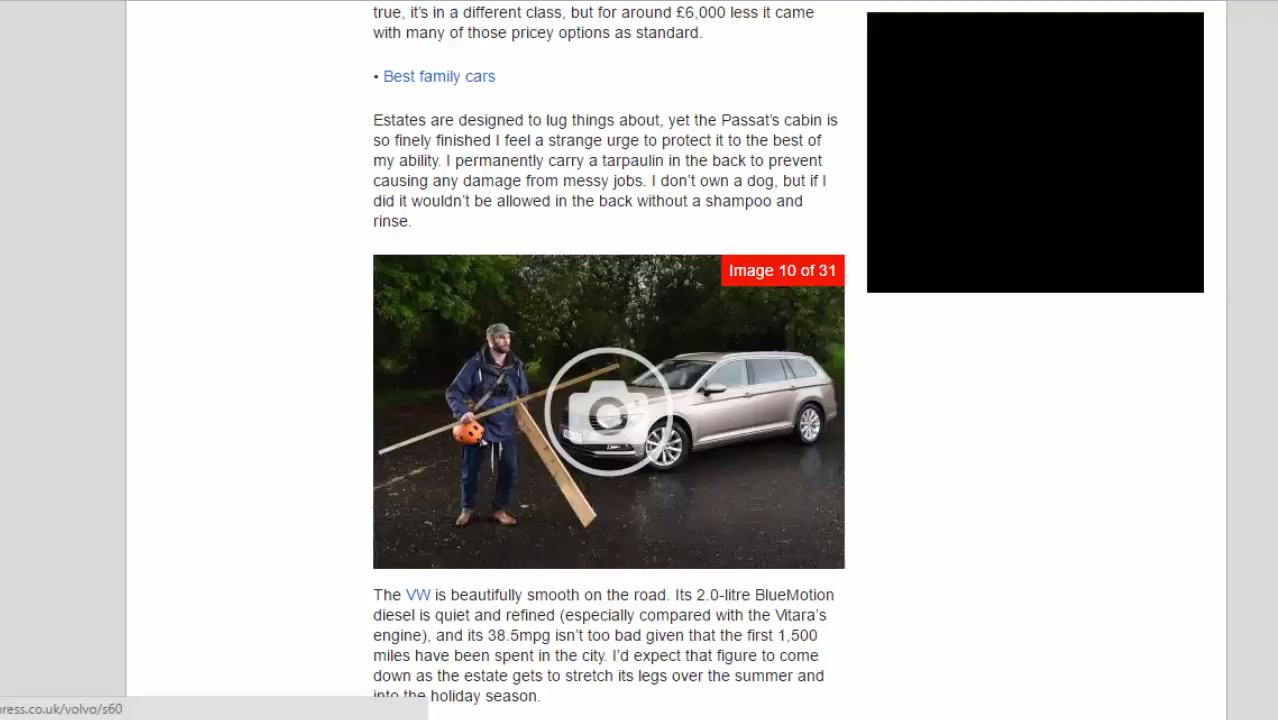 true, it's in a different class, but for around £6,000 less it came
with many of those pricey options as standard.
• Best family cars
Estates are designed to lug things about, yet the Passat's cabin is
so finely finished I feel a strange urge to protect it to the best of
my ability. I permanently carry a tarpaulin in the back to prevent
causing any damage from messy jobs. I don't own a dog, but if I
did it wouldn't be allowed in the back without a shampoo and
rinse.
Image 10 of 31
The VW is beautifully smooth on the road. Its 2.0-litre BlueMotion
diesel is quiet and refined (especially compared with the Vitara's
engine), and its 38.5mpg isn't too bad given that the first 1,500
miles have been spent in the city. I'd expect that figure to come
down as the estate gets to stretch its legs over the summer and
into the holiday season.
press.co.uk/volvo/s60